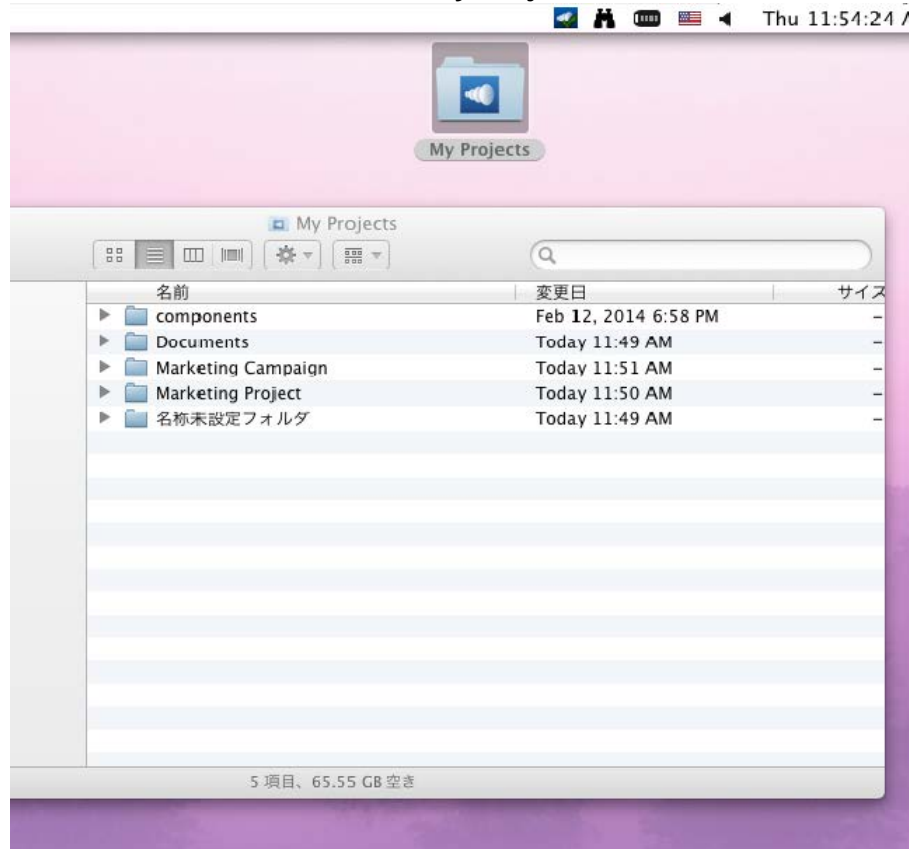 Thu 11:54:24 A
My Projects
My Projects
名前 変更日 サイズ
components Feb 12, 2014 6:58 PM –
Documents Today 11:49 AM –
Marketing Campaign Today 11:51 AM –
Marketing Project Today 11:50 AM –
名称未設定フォルダ Today 11:49 AM –
5 項目、65.55 GB 空き